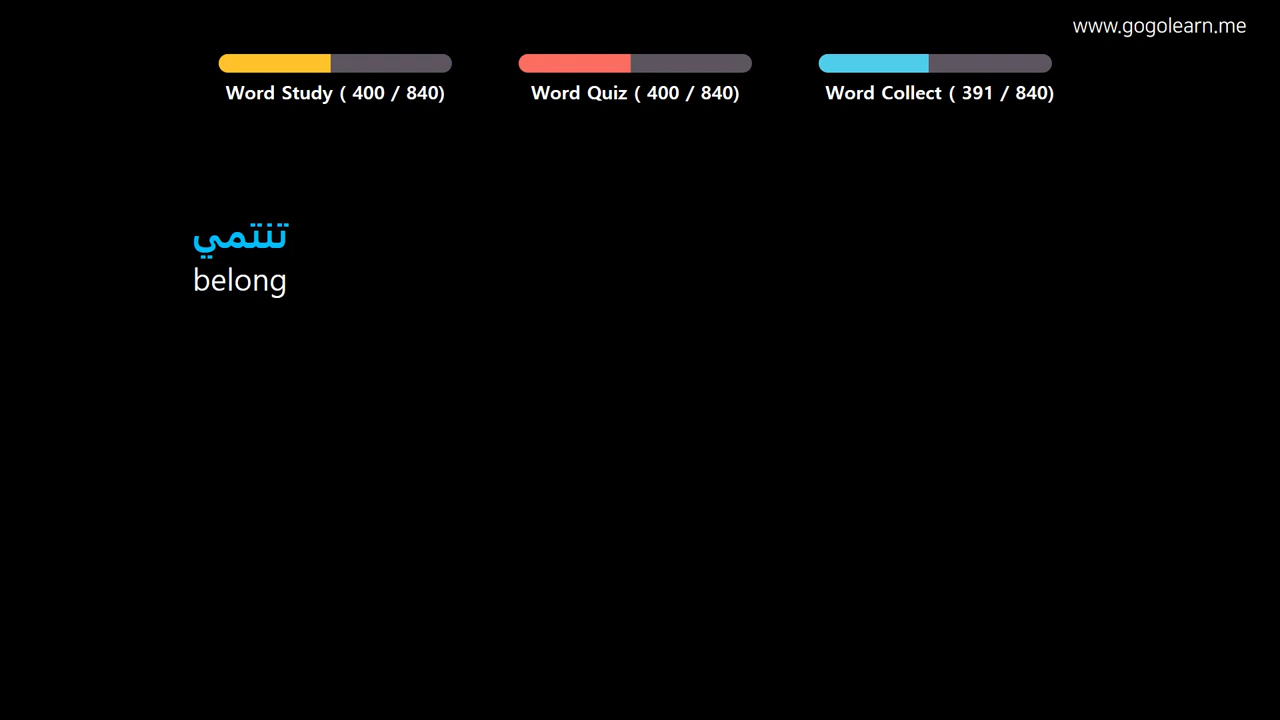 www.gogolearn.me
Word Study ( 400 / 840)
Word Quiz ( 400 / 840)
Word Collect ( 391 / 840)
تنتمي
belong